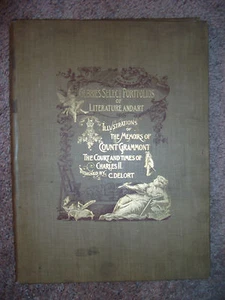 SELECT PORTFOLIOS
OF
LITERATURE AND ART
ILLUSTRATIONS
OF
THE MEMOIRS OF
COUNT GRAMMONT
THE COURT AND TIMES OF
CHARLES II.
BY C. DELORT